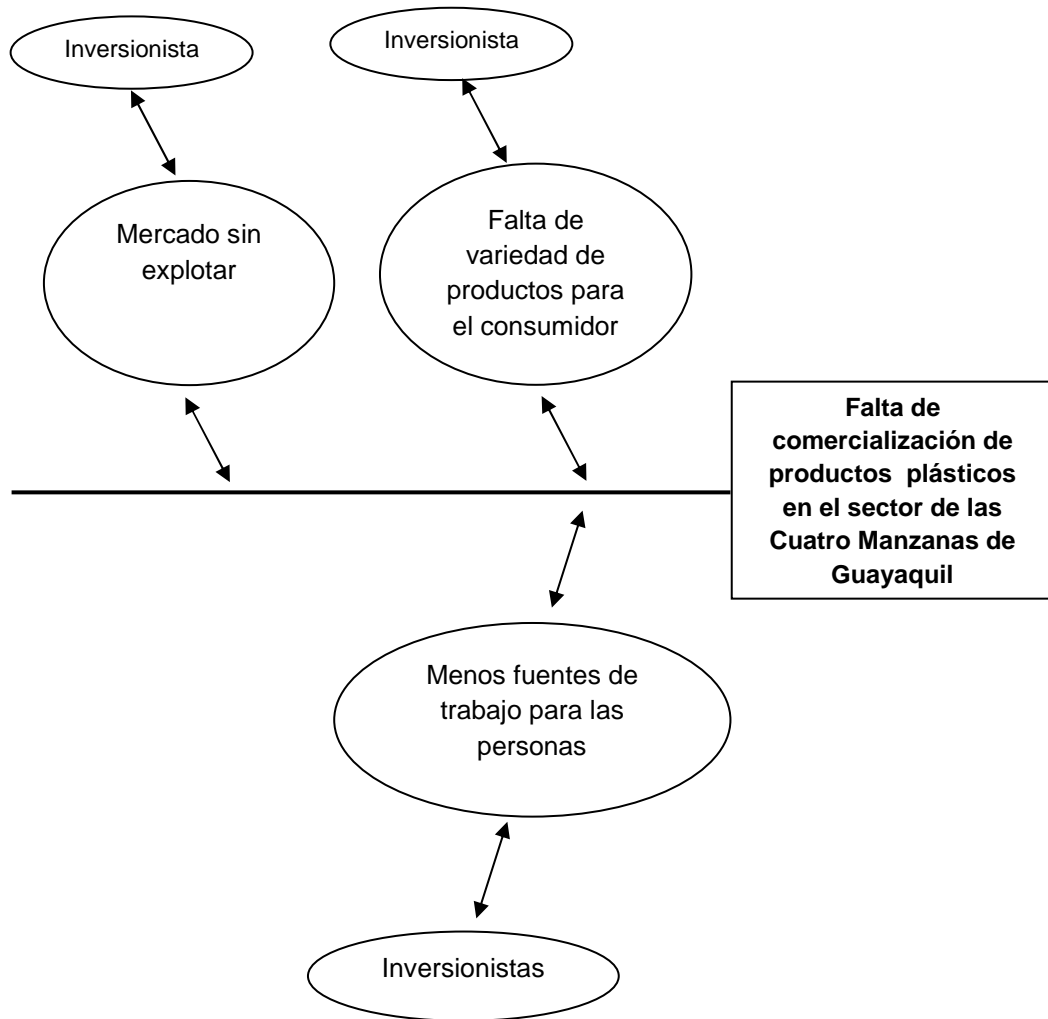 Inversionista
Inversionista
Mercado sin
explotar
Falta de
variedad de
productos para
el consumidor
Falta de
comercialización de
productos plásticos
en el sector de las
Cuatro Manzanas de
Guayaquil
Menos fuentes de
trabajo para las
personas
Inversionistas